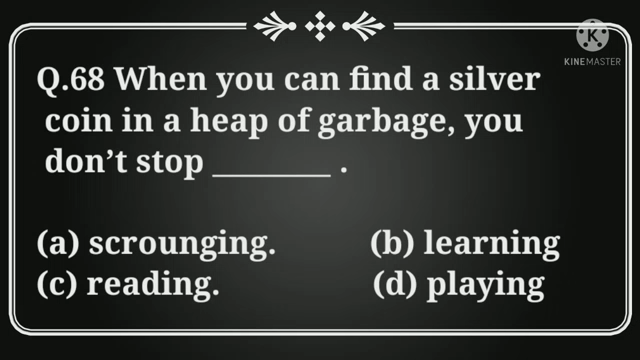 K
KINEMASTER
Q.68 When you can find a silver
coin in a heap of garbage, you
don't stop _________ .
(a) scrounging. (b) learning
(c) reading. (d) playing